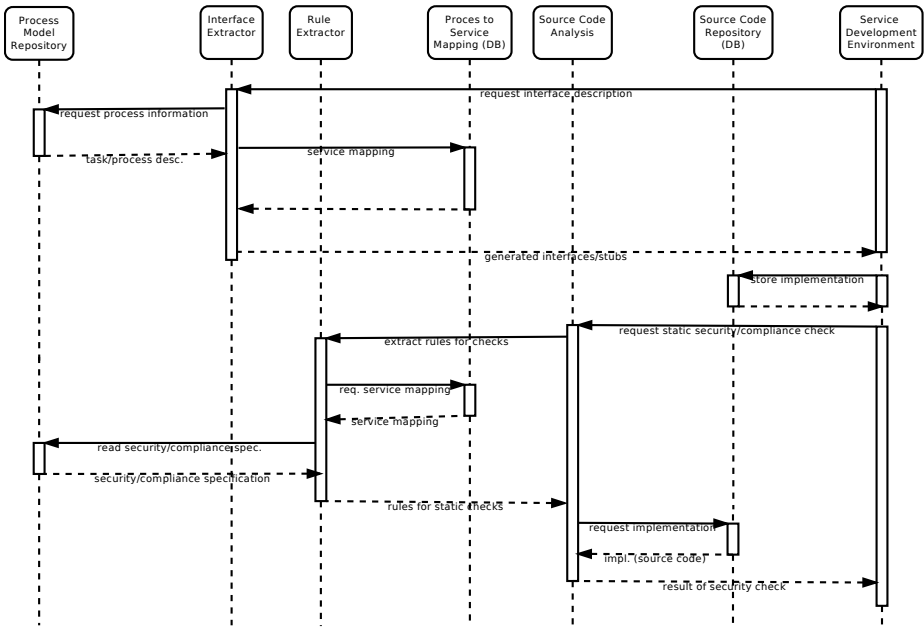 Process
Model
Repository
Interface
Extractor
Rule
Extractor
Proces to
Service
Mapping (DB)
Source Code
Analysis
Source Code
Repository
(DB)
Service
Development
Environment
request interface description
request process information
service mapping
task/process desc.
generated interfaces/stubs
store implementation
request static security/compliance check
extract rules for checks
req. service mapping
service mapping
read security/compliance spec.
security/compliance specification
rules for static checks
request implementation
impl. (source code)
result of security check